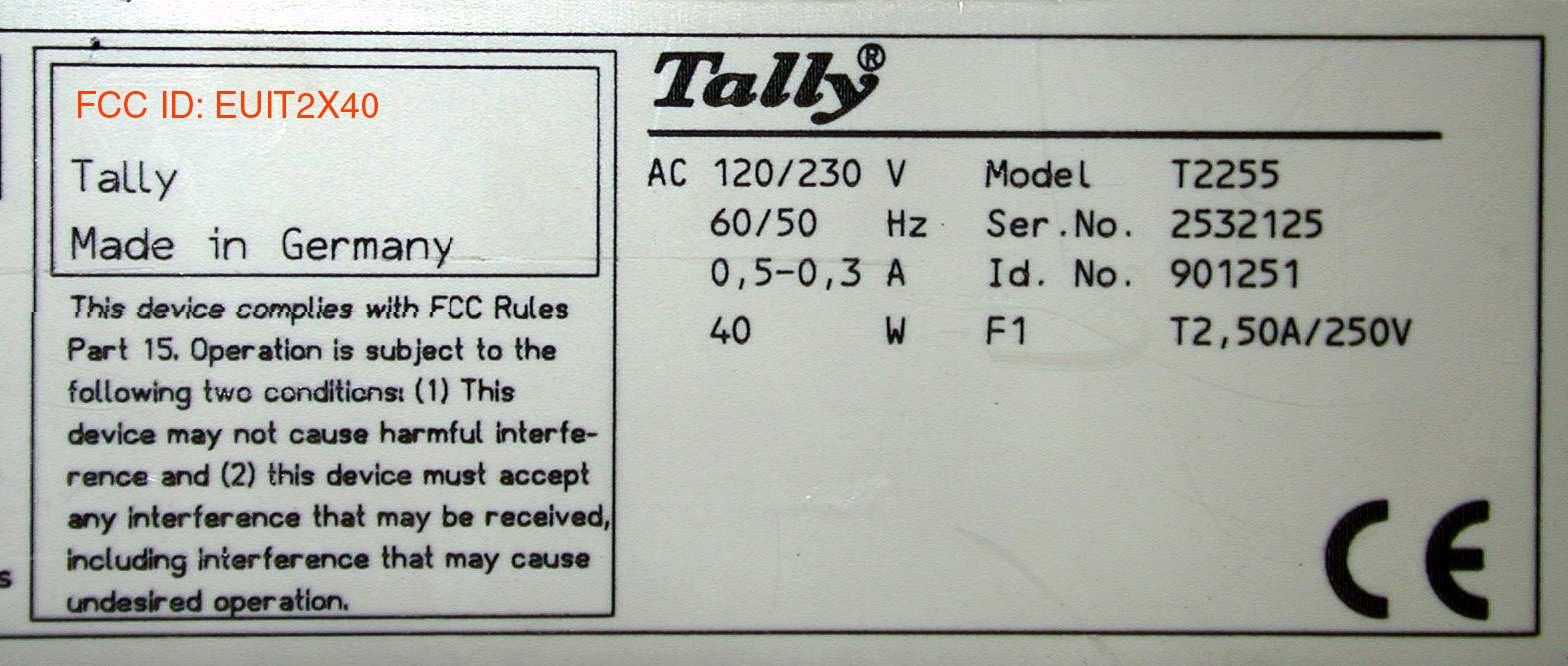 FCC ID: EUIT2X40
Tally
Made in Germany
This device complies with FCC Rules
Part 15. Operation is subject to the
following two conditions: (1) This
device may not cause harmful interfe-
rence and (2) this device must accept
any interference that may be received,
including interference that may cause
undesired operation.
Tally®
AC 120/230 V Model T2255
60/50 Hz Ser.No. 2532125
0,5-0,3 A Id. No. 901251
40 W F1 T2,50A/250V
CE